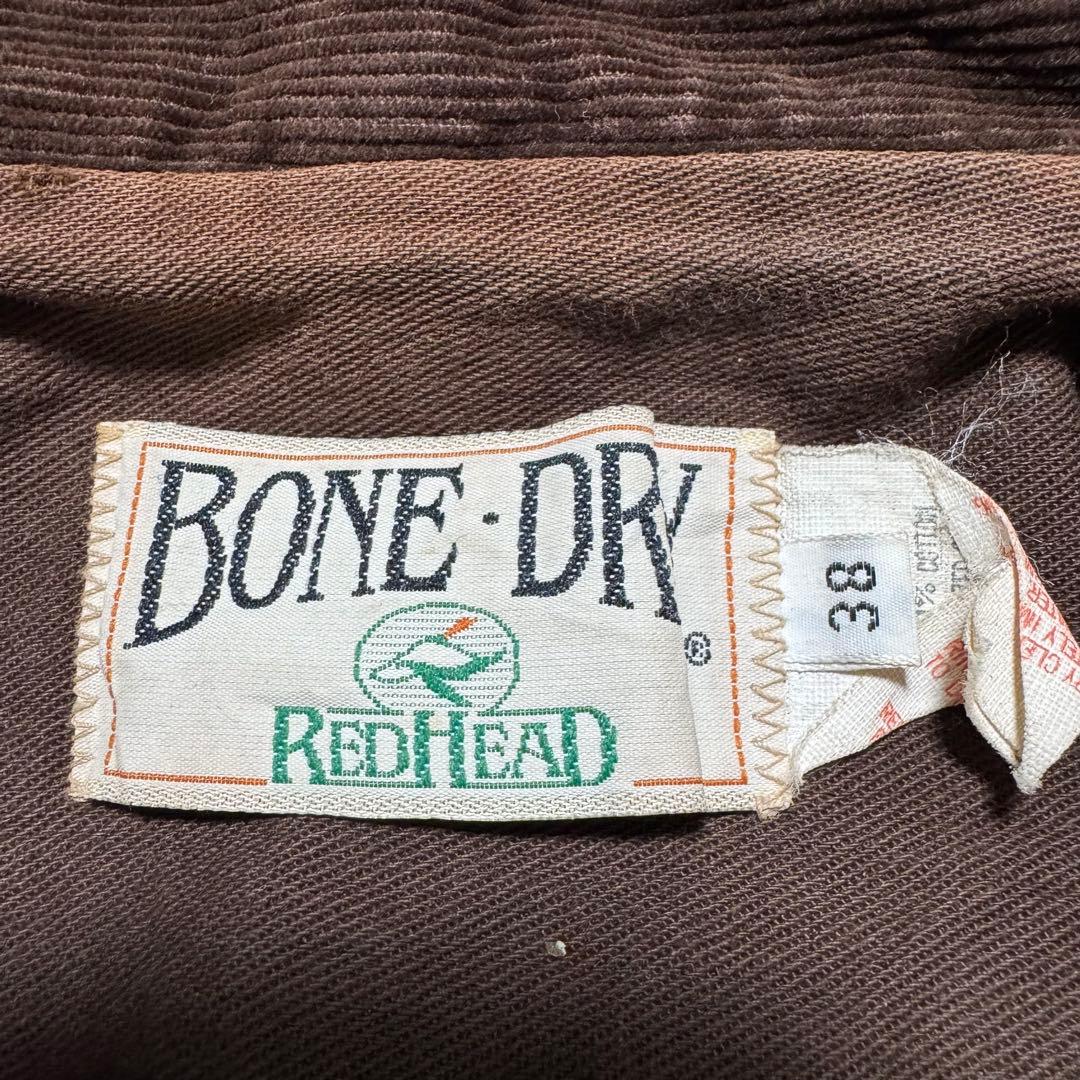 BONE·DRY
®
REDHEAD
38
% COTTON